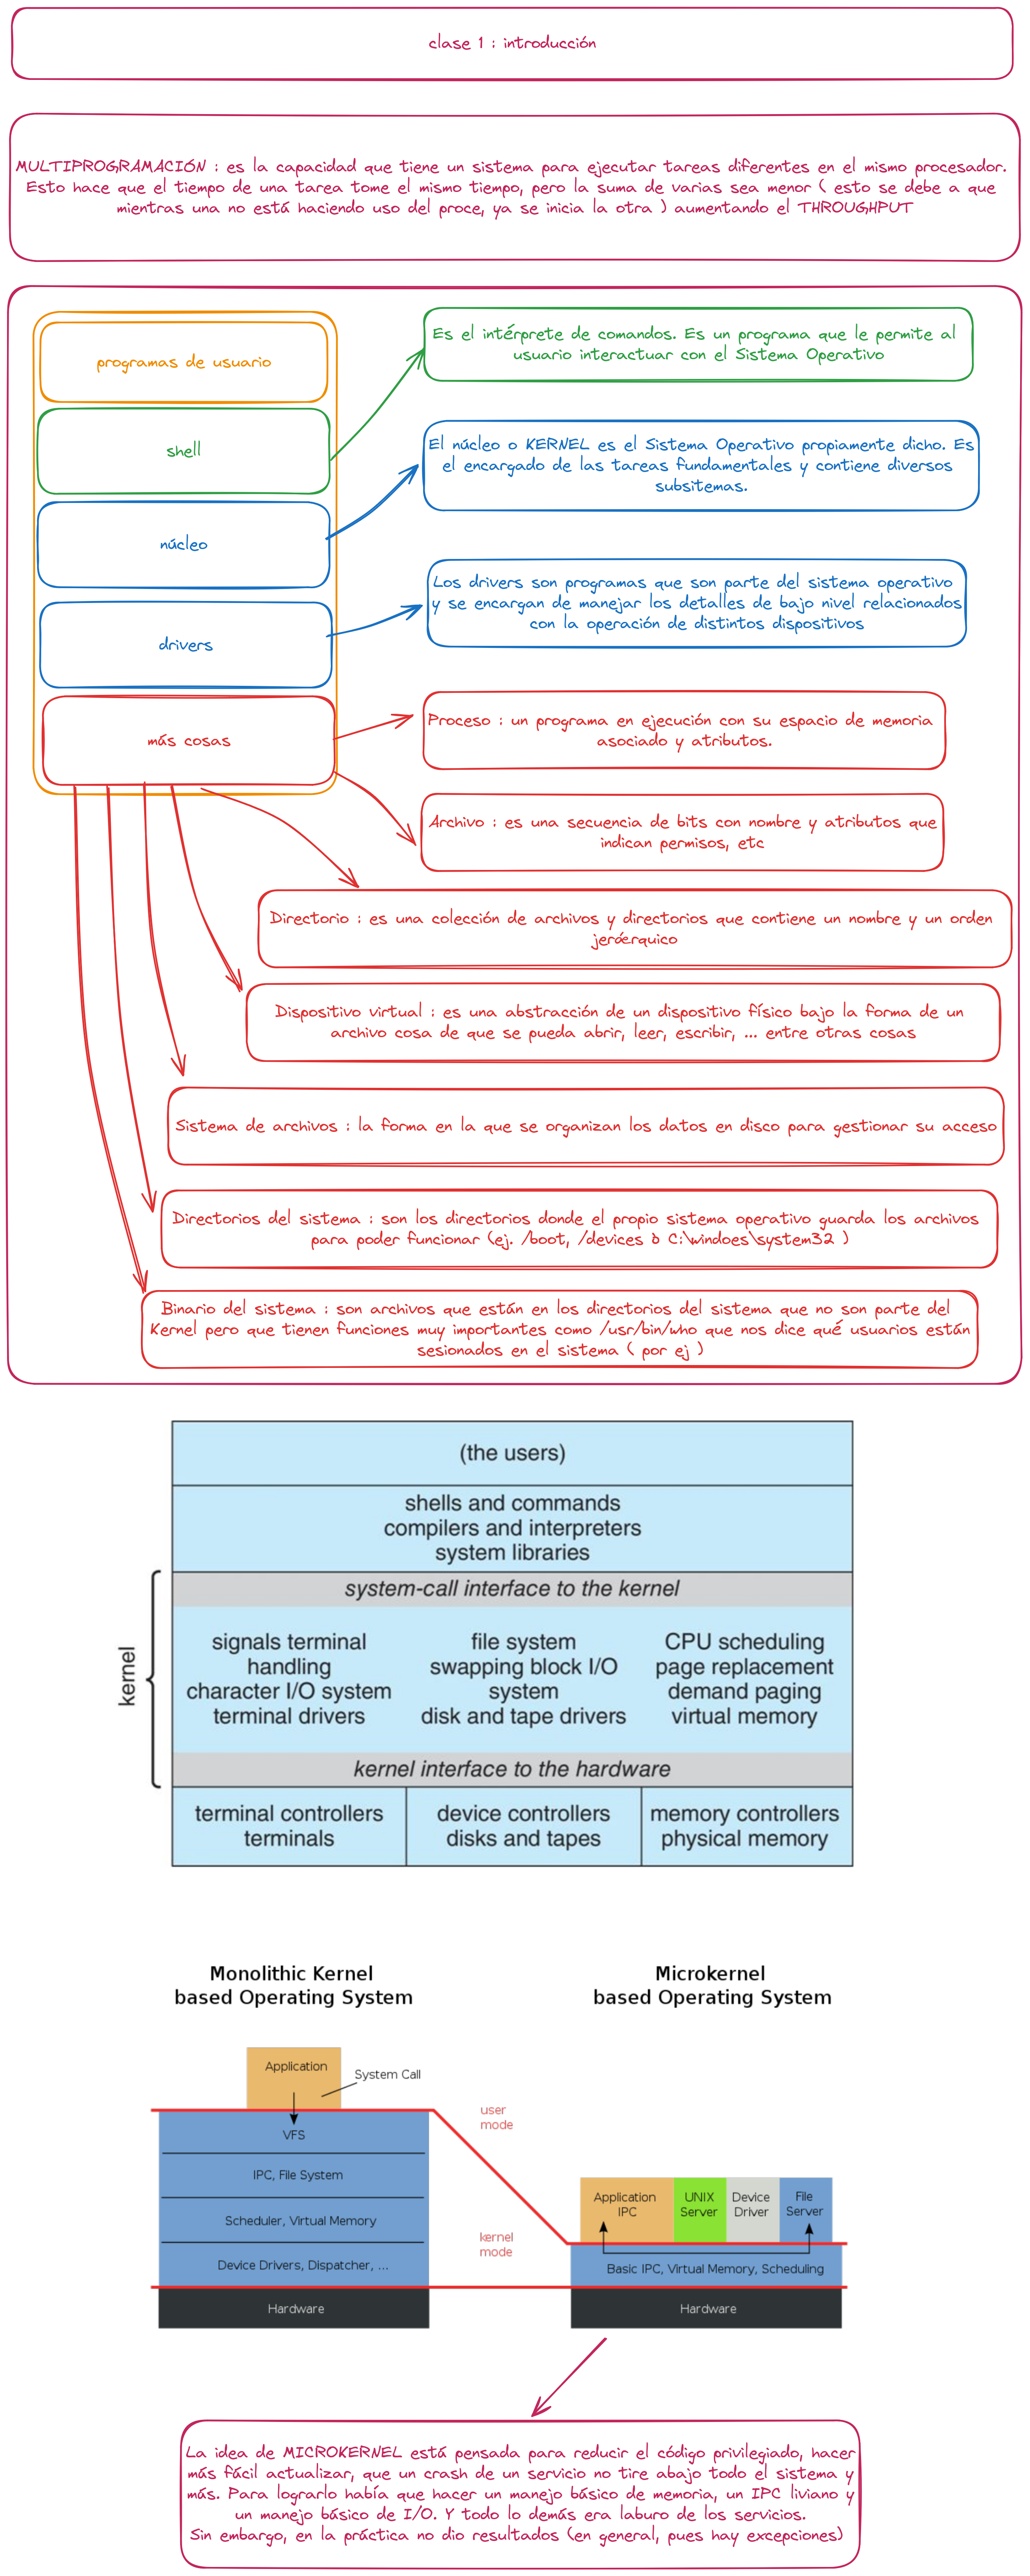 clase 1 : introducción
MULTIPROGRAMACIÓN : es la capacidad que tiene un sistema para ejecutar tareas diferentes en el mismo procesador.
Esto hace que el tiempo de una tarea tome el mismo tiempo, pero la suma de varias sea menor ( esto se debe a que
mientras una no está haciendo uso del proce, ya se inicia la otra ) aumentando el THROUGHPUT
programas de usuario
Es el intérprete de comandos. Es un programa que le permite al
usuario interactuar con el Sistema Operativo
shell
El núcleo o KERNEL es el Sistema Operativo propiamente dicho. Es
el encargado de las tareas fundamentales y contiene diversos
subsitemas.
núcleo
Los drivers son programas que son parte del sistema operativo
y se encargan de manejar los detalles de bajo nivel relacionados
con la operación de distintos dispositivos
drivers
más cosas
Proceso : un programa en ejecución con su espacio de memoria
asociado y atributos.
Archivo : es una secuencia de bits con nombre y atributos que
indican permisos, etc
Directorio : es una colección de archivos y directorios que contiene un nombre y un orden
jeráerquico
Dispositivo virtual : es una abstracción de un dispositivo físico bajo la forma de un
archivo cosa de que se pueda abrir, leer, escribir, ... entre otras cosas
Sistema de archivos : la forma en la que se organizan los datos en disco para gestionar su acceso
Directorios del sistema : son los directorios donde el propio sistema operativo guarda los archivos
para poder funcionar (ej. /boot, /devices ò C:\windoes\system32 )
Binario del sistema : son archivos que están en los directorios del sistema que no son parte del
Kernel pero que tienen funciones muy importantes como /usr/bin/who que nos dice qué usuarios están
sesionados en el sistema ( por ej )
(the users)
shells and commands
compilers and interpreters
system libraries
system-call interface to the kernel
kernel
signals terminal
handling
character I/O system
terminal drivers
file system
swapping block I/O
system
disk and tape drivers
CPU scheduling
page replacement
demand paging
virtual memory
kernel interface to the hardware
terminal controllers
terminals
device controllers
disks and tapes
memory controllers
physical memory
Monolithic Kernel
based Operating System
Microkernel
based Operating System
Application
System Call
VFS
IPC, File System
Scheduler, Virtual Memory
Device Drivers, Dispatcher, ...
Hardware
user
mode
kernel
mode
Application
IPC
UNIX
Server
Device
Driver
File
Server
Basic IPC, Virtual Memory, Scheduling
Hardware
La idea de MICROKERNEL está pensada para reducir el código privilegiado, hacer
más fácil actualizar, que un crash de un servicio no tire abajo todo el sistema y
más. Para lograrlo había que hacer un manejo básico de memoria, un IPC liviano y
un manejo básico de I/O. Y todo lo demás era laburo de los servicios.
Sin embargo, en la práctica no dio resultados (en general, pues hay excepciones)